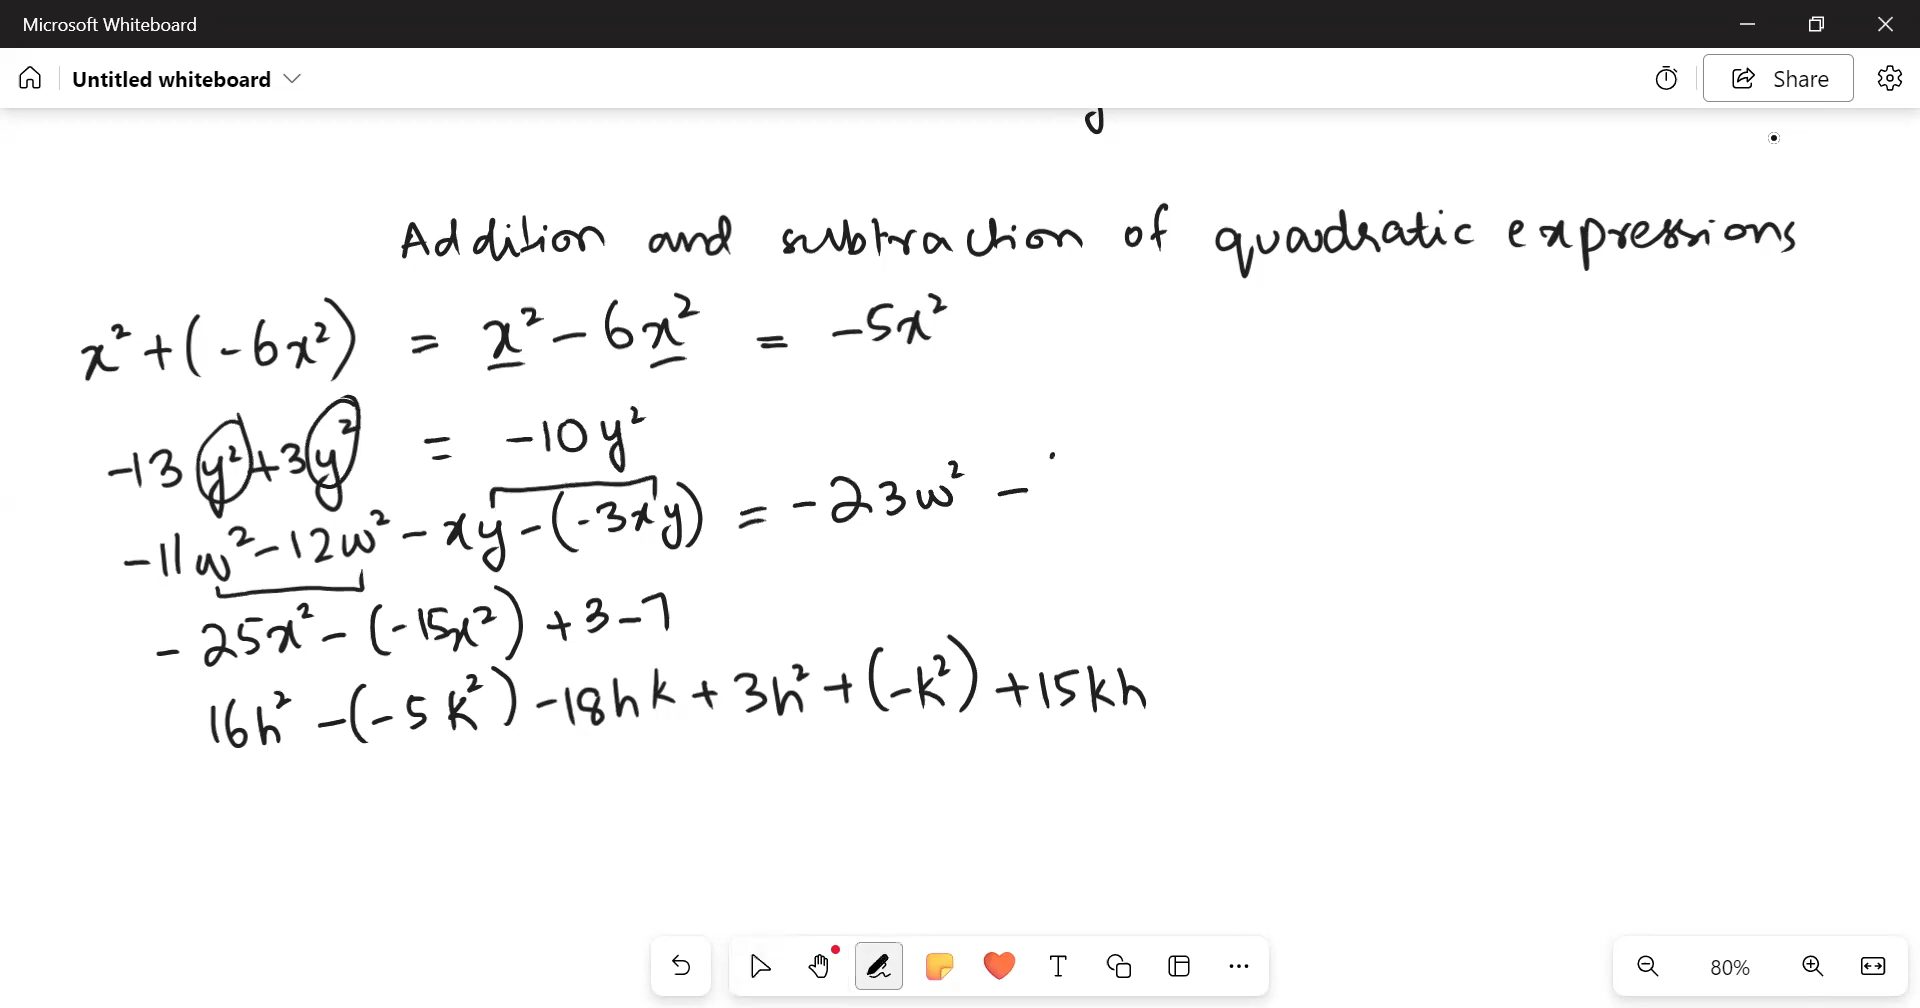 Microsoft Whiteboard
Untitled whiteboard
Share
Addition and subtraction of quadratic expressions
x² + (-6x²) = x² - 6x² = -5x²
-13y² + 3y² = -10y²
-11w² - 12w² - xy - (-3xy) = -23w² -
-25x² - (-15x²) + 3 - 7
16h² - (-5k²) - 18hk + 3h² + (-k²) + 15kh
80%